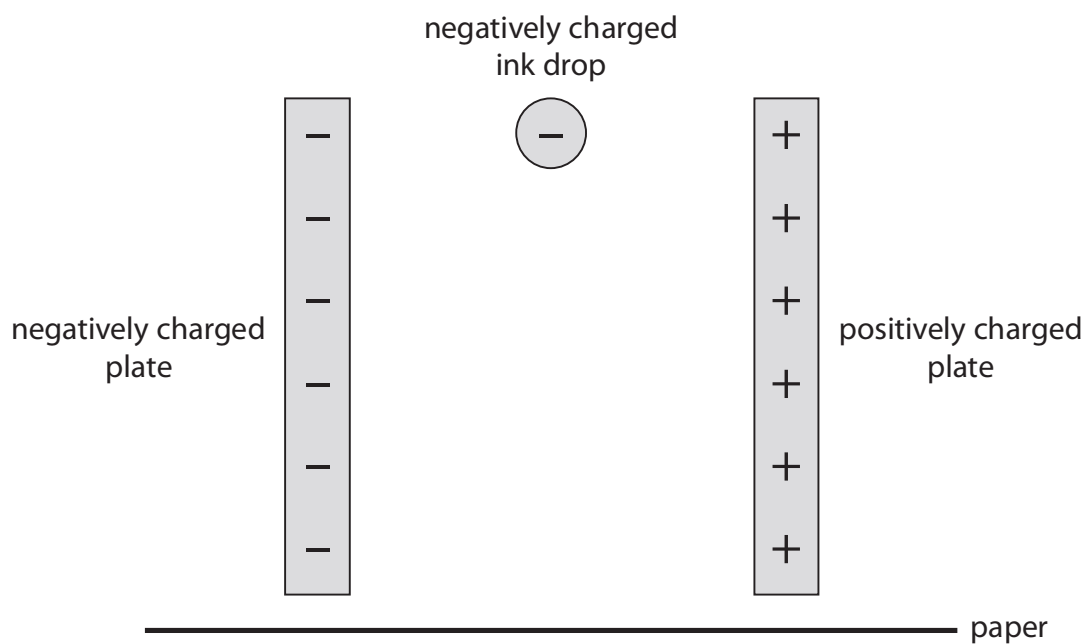 negatively charged
ink drop
negatively charged
plate
positively charged
plate
paper